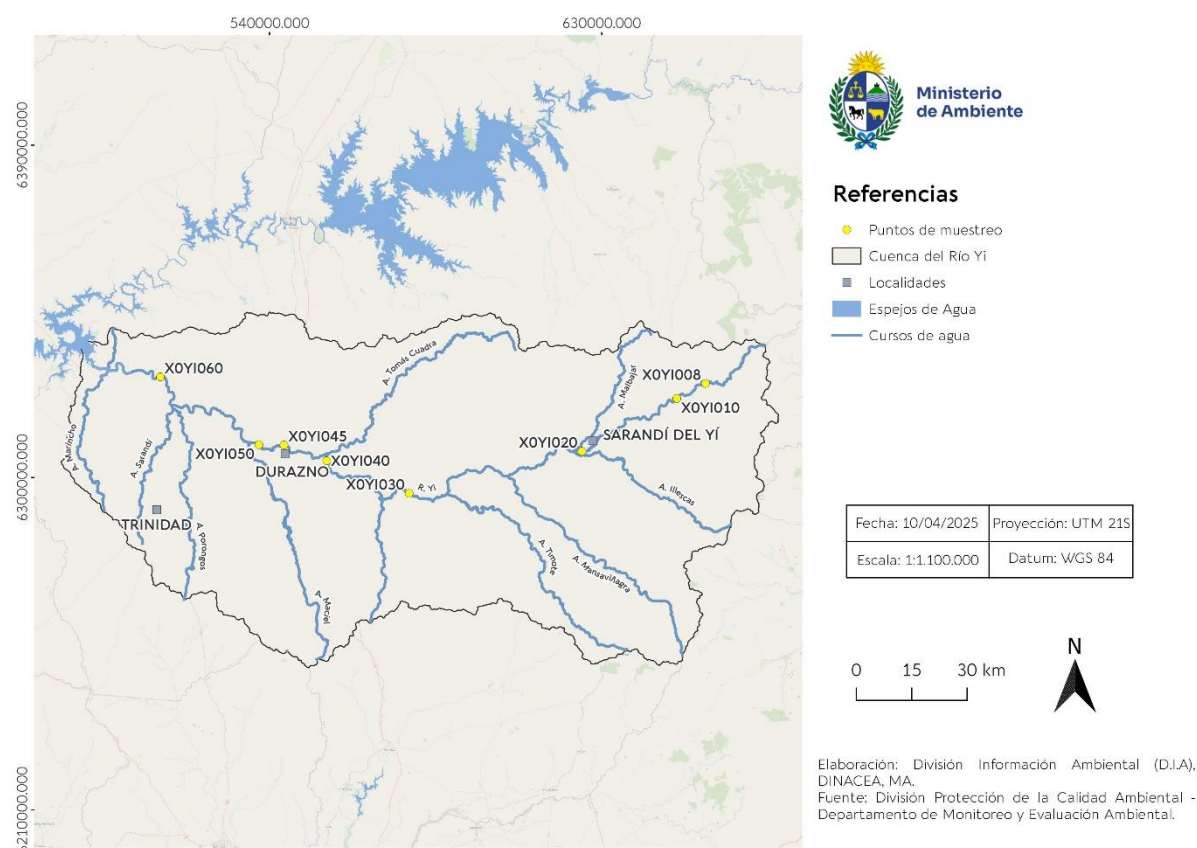 540000.000
630000.000
6390000.000
6300000.000
6210000.000
A. Marincho
A. Sarandí
TRINIDAD
A. Porongos
X0YI060
X0YI050
X0YI045
DURAZNO
X0YI040
A. Maciel
A. Tomás Cuadra
X0YI030
R. Yi
A. Malbajar
X0YI008
X0YI010
X0YI020
SARANDÍ DEL YÍ
A. Illescas
A. Mansavillagra
Ministerio
de Ambiente
Referencias
Puntos de muestreo
Cuenca del Río Yi
Localidades
Espejos de Agua
Cursos de agua
Fecha: 10/04/2025
Proyección: UTM 21S
Escala: 1:1.100.000
Datum: WGS 84
0 15 30 km
N
Elaboración: División Información Ambiental (D.I.A),
DINACEA, MA.
Fuente: División Protección de la Calidad Ambiental -
Departamento de Monitoreo y Evaluación Ambiental.